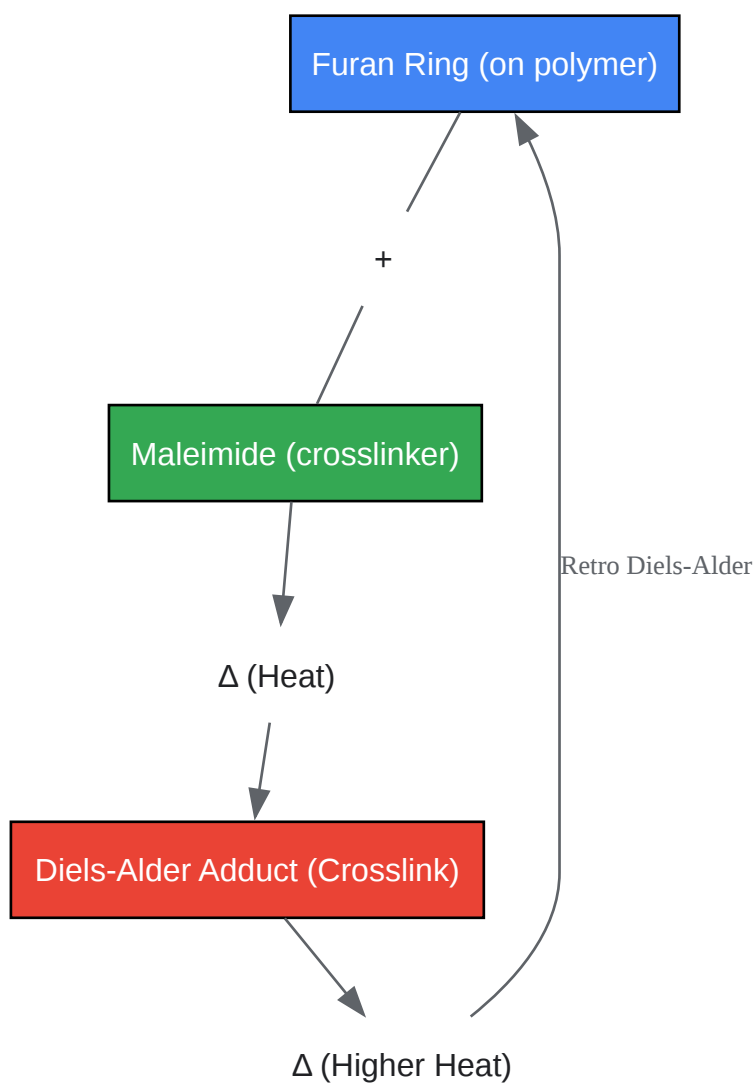 Furan Ring (on polymer)
+
Maleimide (crosslinker)
Retro Diels-Alder
Δ (Heat)
Diels-Alder Adduct (Crosslink)
Δ (Higher Heat)